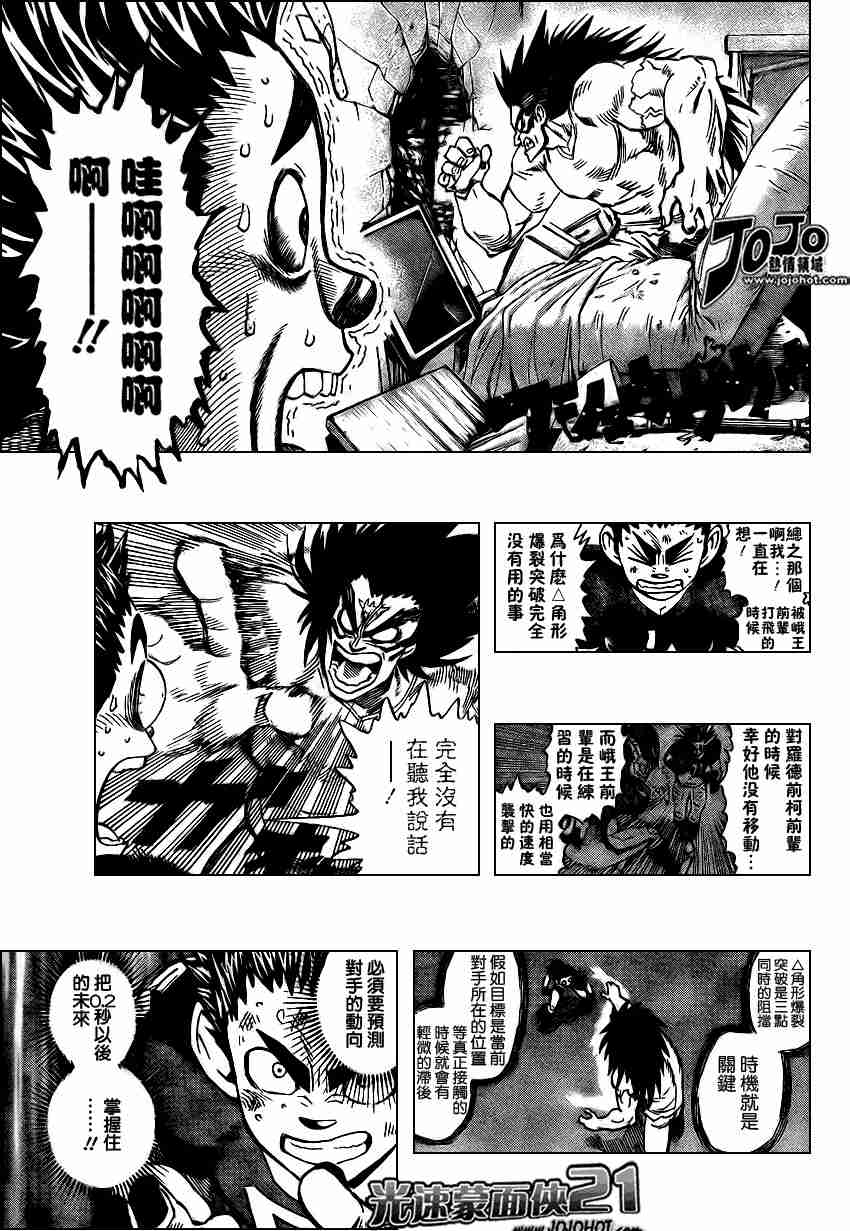 哇啊啊啊啊啊
啊——!!
JOJO
熱情領域
www.jojohot.com
總之那個
啊我…!
一直在
想!
被峨王
前輩
打飛的
時候
爲什麽△角形
爆裂突破完全
没有用的事
完全沒有
在聽我說話
——!
對羅德前柯前輩
的時候
幸好他没有移動…
而峨王前
輩是在練
習的時候
也用相當
快的速度
襲擊的
△角形爆裂
突破是三點
同時的阻擋
時機就是
關鍵
假如目標是當前
對手所在的位置
等真正接觸的
時候就會有
輕微的滯後
必須要預測
對手的動向
把0.2秒以後
的未來
掌握住
……!!
光速蒙面俠21
www.JOJOHOT.com